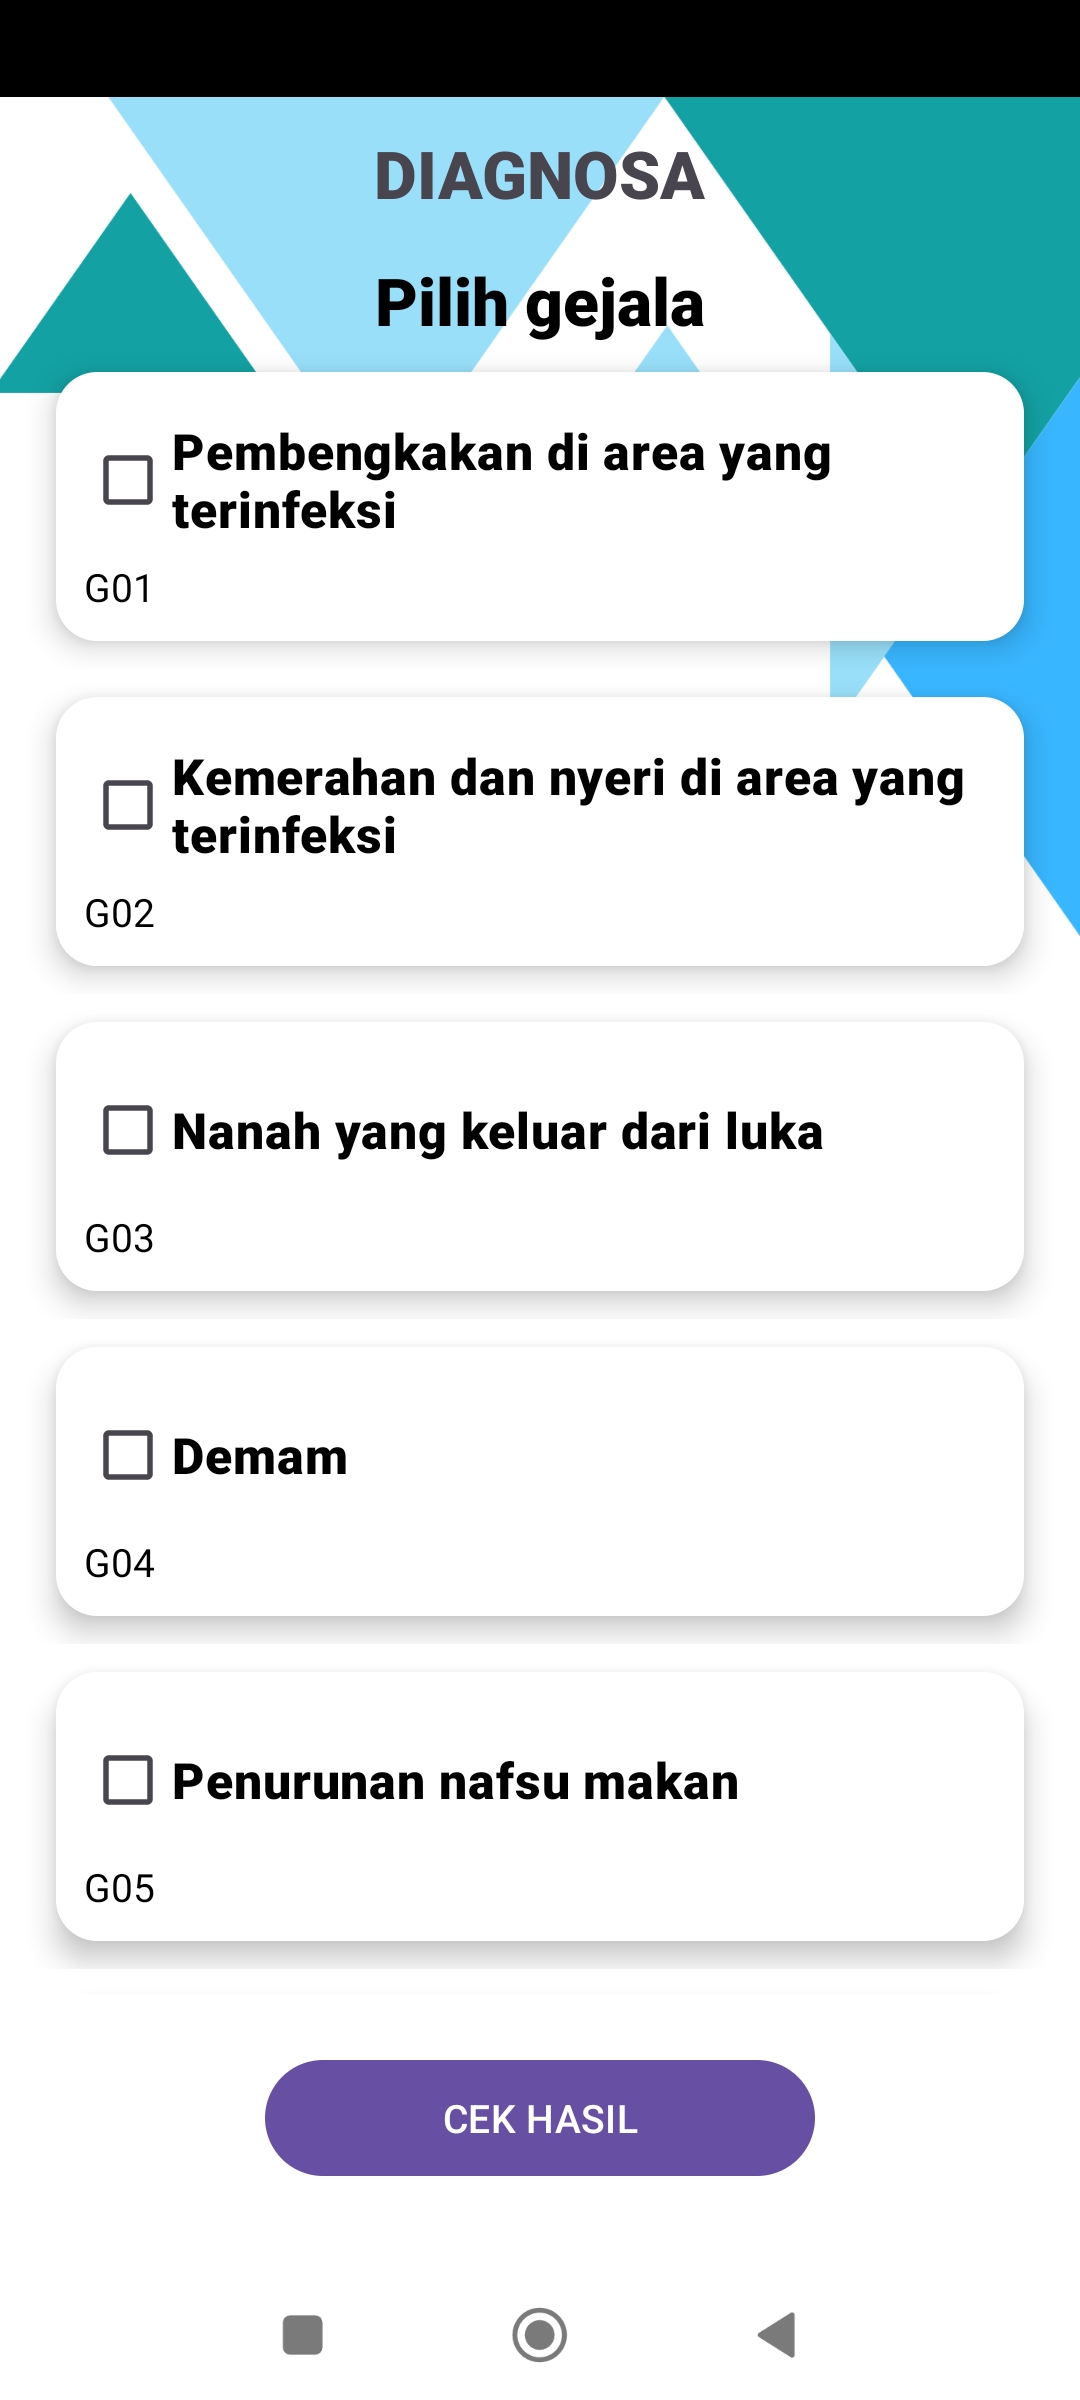 DIAGNOSA
Pilih gejala
Pembengkakan di area yang
terinfeksi
G01
Kemerahan dan nyeri di area yang
terinfeksi
G02
Nanah yang keluar dari luka
G03
Demam
G04
Penurunan nafsu makan
G05
CEK HASIL